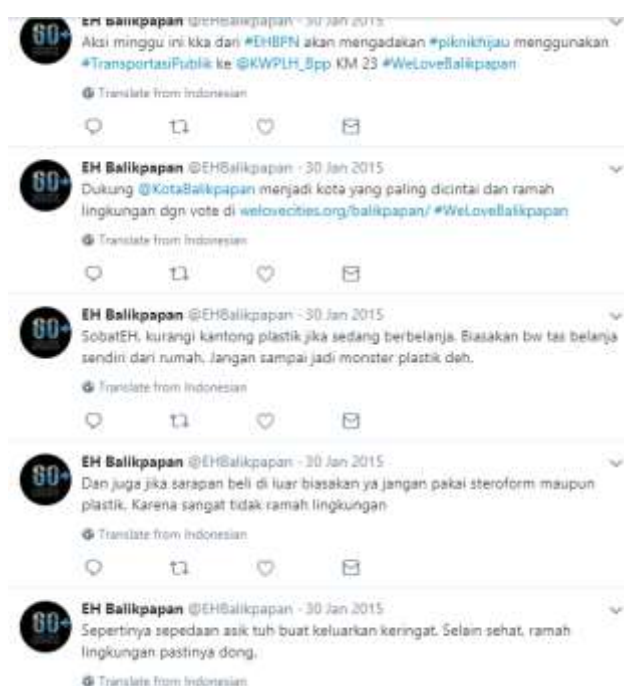 60+
EH Balikpapan @EHBalikpapan · 30 Jan 2015
Aksi minggu ini kka dari #EHBPN akan mengadakan #piknikhijau menggunakan
#TransportasiPublik ke @KWPLH_Bpp KM 23 #WeLoveBalikpapan
Translate from Indonesian
60+
EH Balikpapan @EHBalikpapan · 30 Jan 2015
Dukung @KotaBalikpapan menjadi kota yang paling dicintai dan ramah
lingkungan dgn vote di welovecities.org/balikpapan/ #WeLoveBalikpapan
Translate from Indonesian
60+
EH Balikpapan @EHBalikpapan · 30 Jan 2015
SobatEH, kurangi kantong plastik jika sedang berbelanja. Biasakan bw tas belanja
sendiri dari rumah. Jangan sampai jadi monster plastik deh.
Translate from Indonesian
60+
EH Balikpapan @EHBalikpapan · 30 Jan 2015
Dan juga jika sarapan beli di luar biasakan ya jangan pakai steroform maupun
plastik. Karena sangat tidak ramah lingkungan
Translate from Indonesian
60+
EH Balikpapan @EHBalikpapan · 30 Jan 2015
Sepertinya sepedaan asik tuh buat keluarkan keringat. Selain sehat, ramah
lingkungan pastinya dong.
Translate from Indonesian